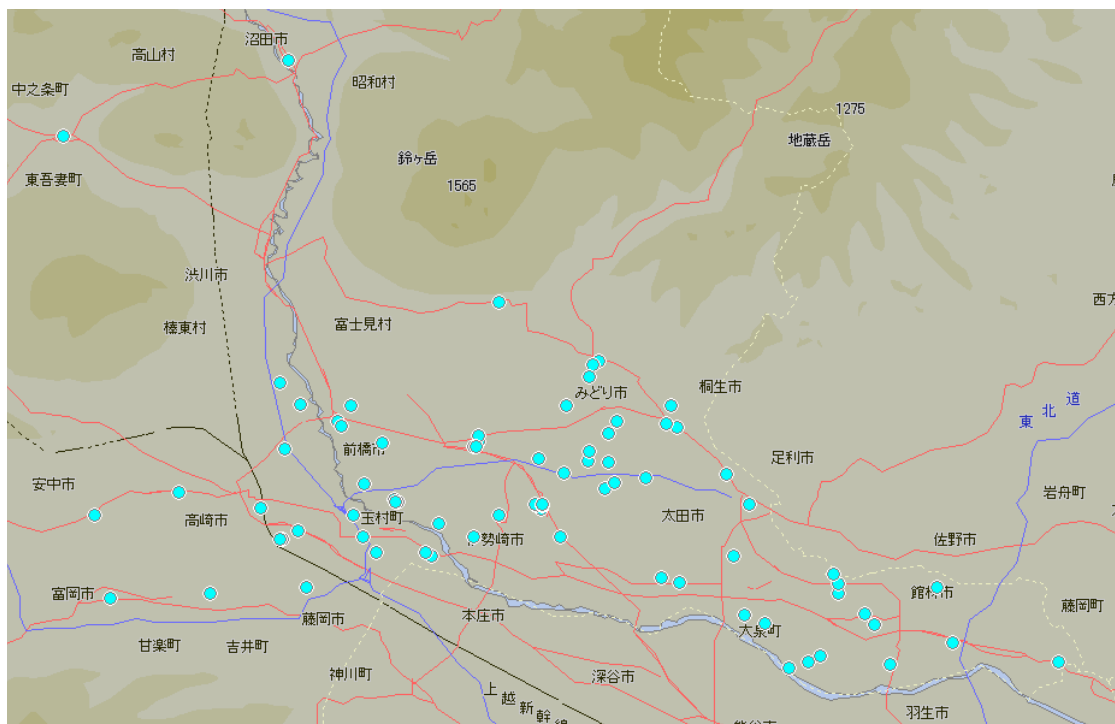 沼田市
高山村
昭和村
中之条町
1275
地蔵岳
鈴ヶ岳
東吾妻町
1565
渋川市
西方
榛東村
富士見村
桐生市
みどり市
東北道
前橋市
足利市
安中市
岩舟町
高崎市
玉村町
太田市
伊勢崎市
佐野市
富岡市
館林市
藤岡町
本庄市
藤岡市
大泉町
甘楽町
吉井町
神川町
深谷市
上越新幹線
羽生市
熊谷市